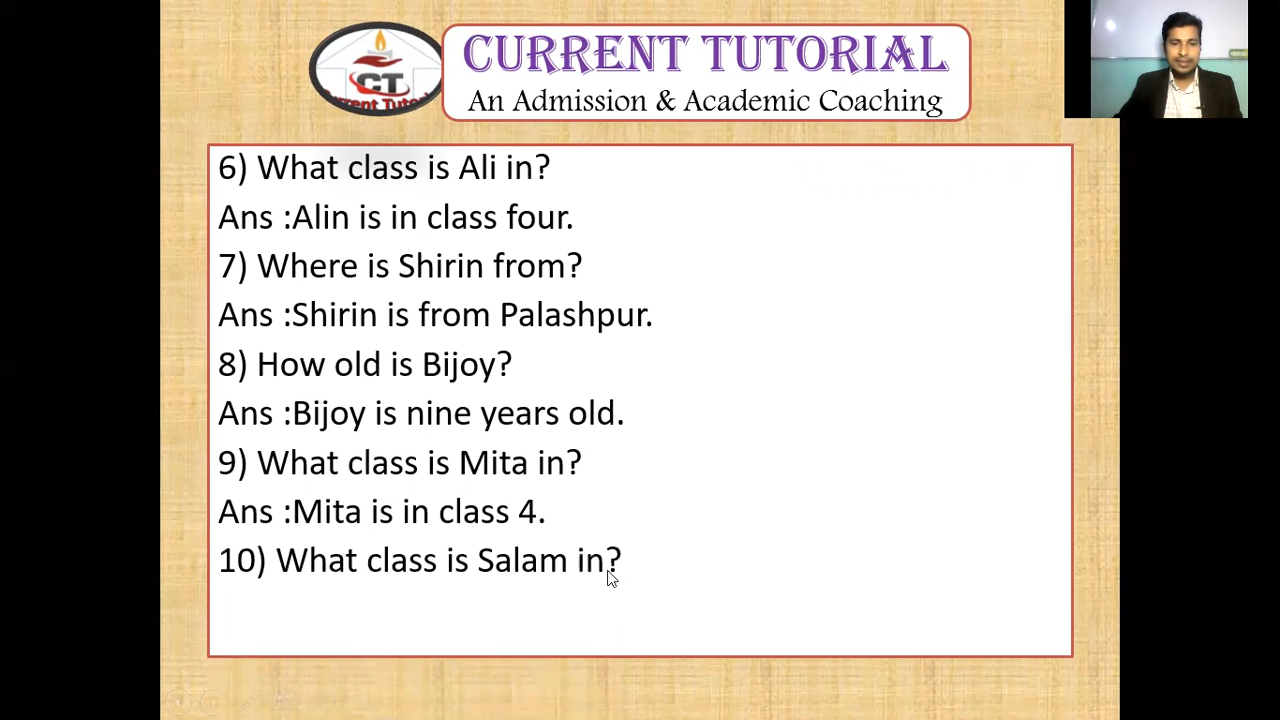 CT
CURRENT TUTORIAL
An Admission & Academic Coaching
6) What class is Ali in?
Ans :Alin is in class four.
7) Where is Shirin from?
Ans :Shirin is from Palashpur.
8) How old is Bijoy?
Ans :Bijoy is nine years old.
9) What class is Mita in?
Ans :Mita is in class 4.
10) What class is Salam in?